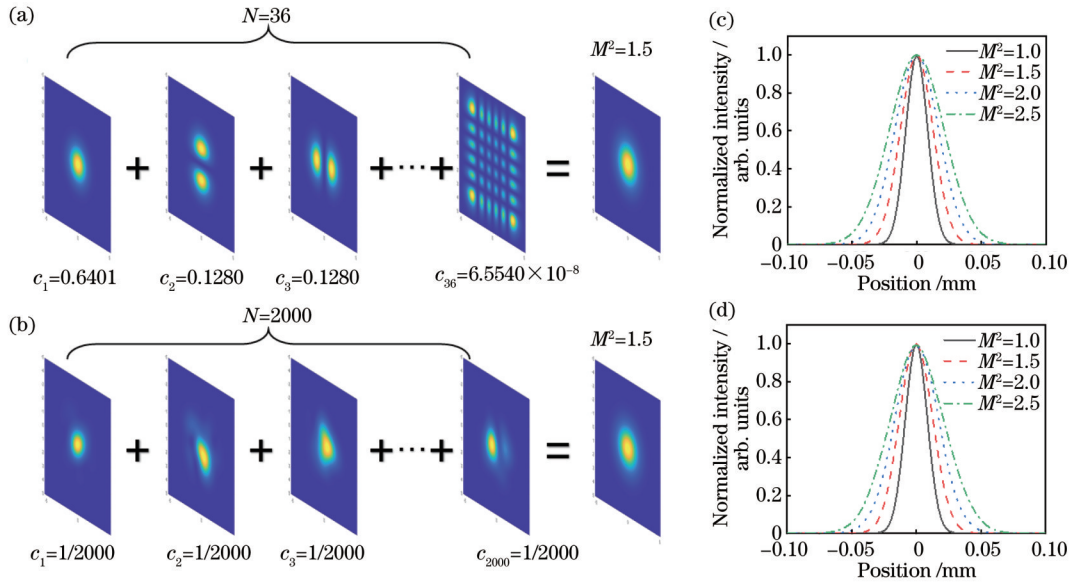 (a)
N=36
M²=1.5
+ + +···+ =
c₁=0.6401
c₂=0.1280
c₃=0.1280
c₃₆=6.5540×10⁻⁸
(b)
N=2000
M²=1.5
+ + +···+ =
c₁=1/2000
c₂=1/2000
c₃=1/2000
c₂₀₀₀=1/2000
(c)
Normalized intensity /
arb. units
1.0
0.8
0.6
0.4
0.2
0
M²=1.0
M²=1.5
M²=2.0
M²=2.5
−0.10 −0.05 0 0.05 0.10
Position /mm
(d)
Normalized intensity /
arb. units
1.0
0.8
0.6
0.4
0.2
0
M²=1.0
M²=1.5
M²=2.0
M²=2.5
−0.10 −0.05 0 0.05 0.10
Position /mm